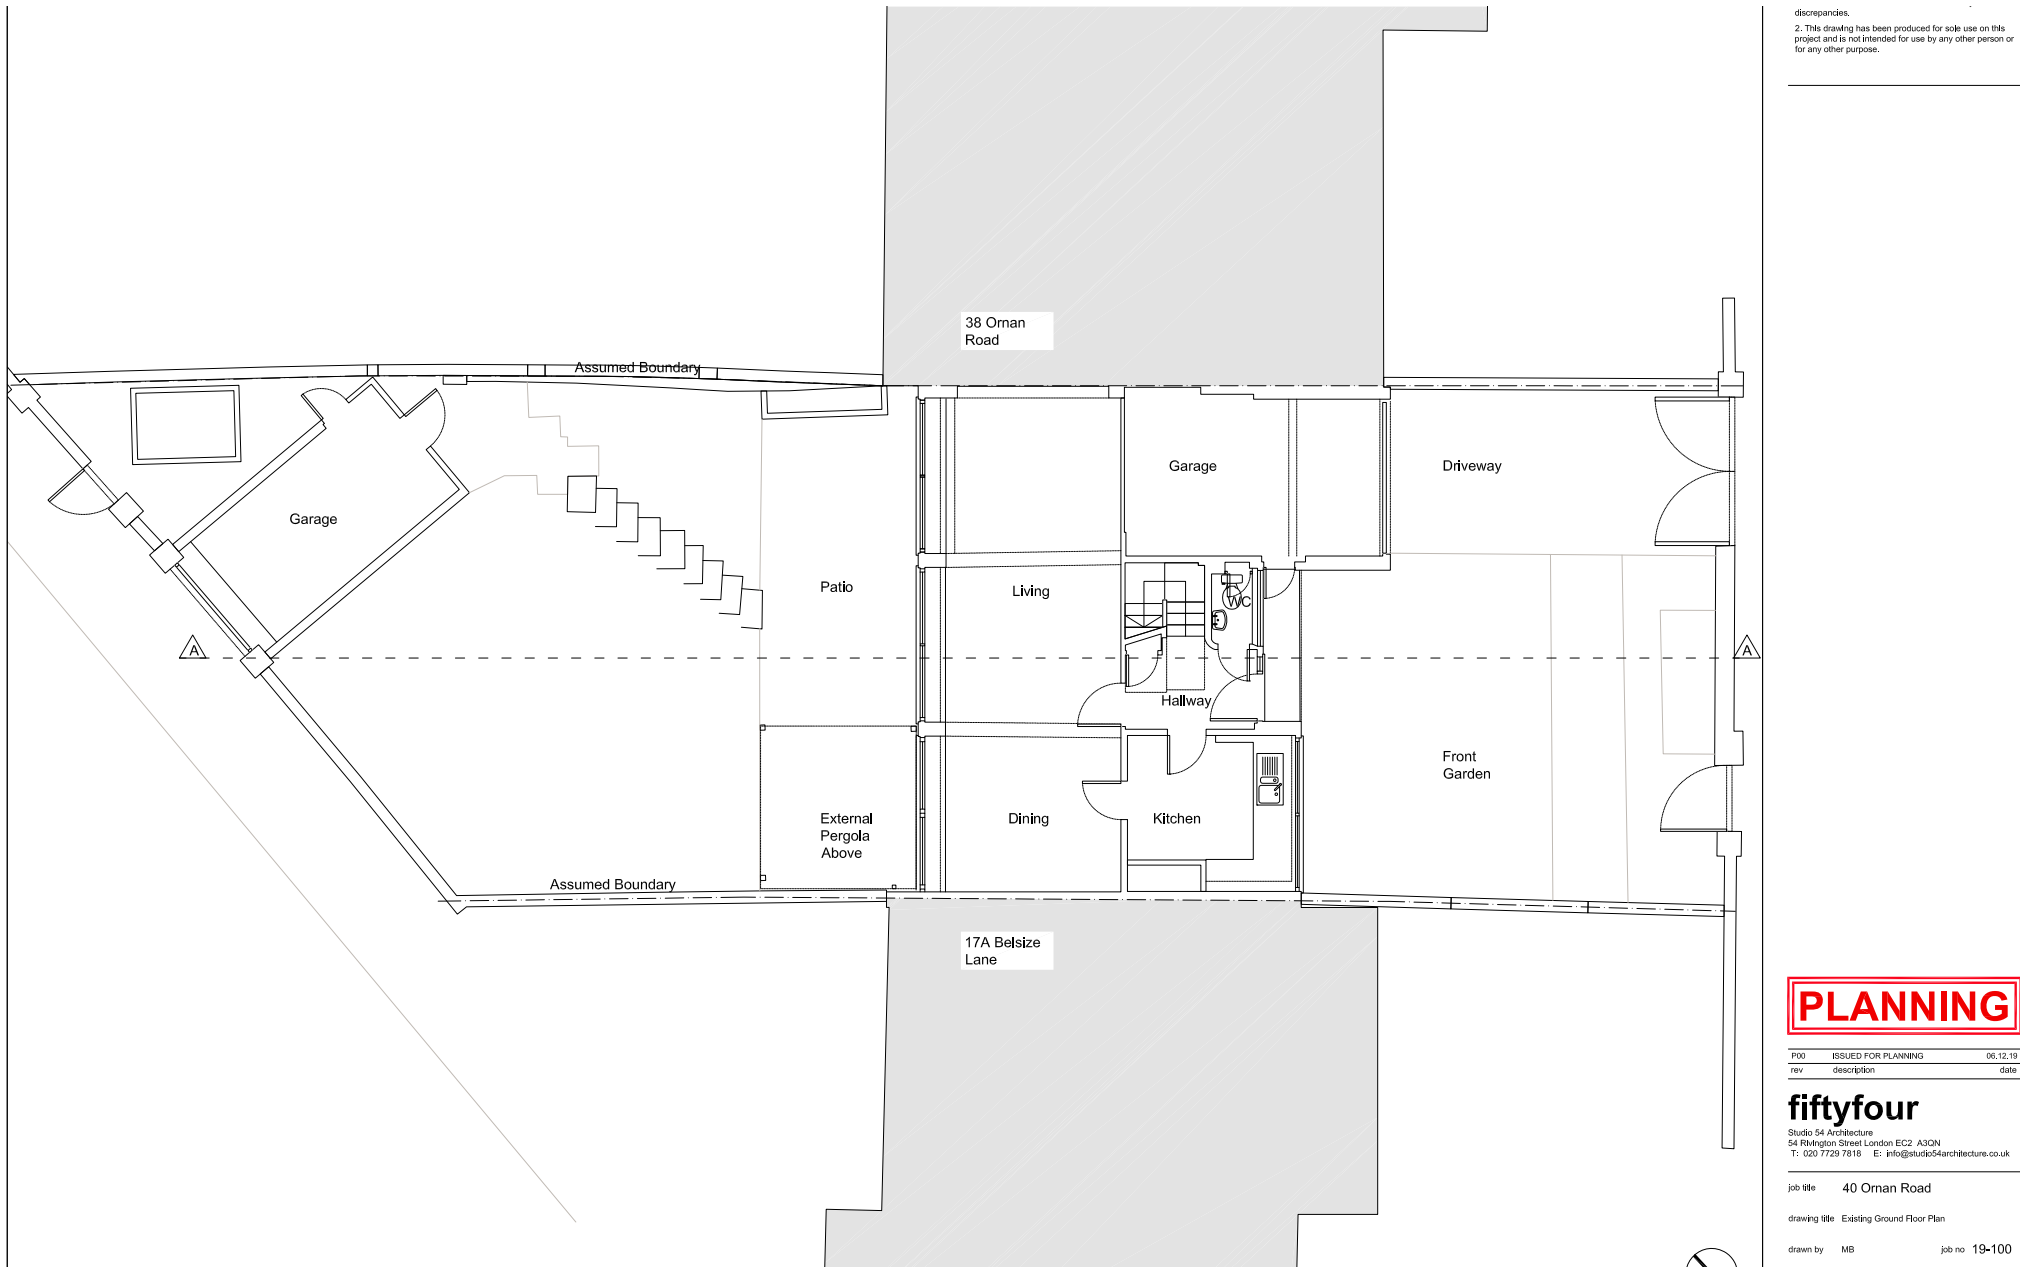 discrepancies.
2. This drawing has been produced for sole use on this
project and is not intended for use by any other person or
for any other purpose.
38 Ornan
Road
Assumed Boundary
Garage
Driveway
Garage
Patio
Living
WC
A
A
Hallway
Front
Garden
External
Pergola
Above
Dining
Kitchen
Assumed Boundary
17A Belsize
Lane
PLANNING
P00 ISSUED FOR PLANNING 06.12.19
rev description date
fiftyfour
Studio 54 Architecture
54 Rivington Street London EC2 A3QN
T: 020 7729 7818 E: info@studio54architecture.co.uk
job title 40 Ornan Road
drawing title Existing Ground Floor Plan
drawn by MB job no 19-100